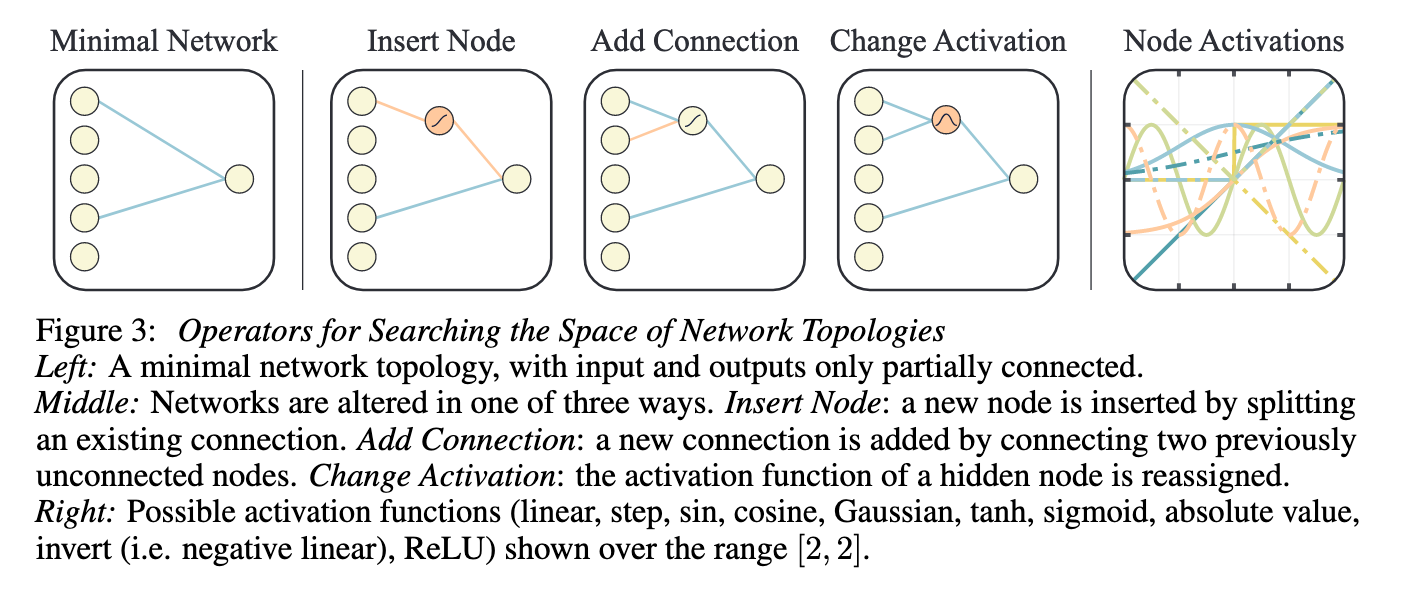 Minimal Network Insert Node Add Connection Change Activation Node Activations
Figure 3: Operators for Searching the Space of Network Topologies
Left: A minimal network topology, with input and outputs only partially connected.
Middle: Networks are altered in one of three ways. Insert Node: a new node is inserted by splitting
an existing connection. Add Connection: a new connection is added by connecting two previously
unconnected nodes. Change Activation: the activation function of a hidden node is reassigned.
Right: Possible activation functions (linear, step, sin, cosine, Gaussian, tanh, sigmoid, absolute value,
invert (i.e. negative linear), ReLU) shown over the range [2, 2].